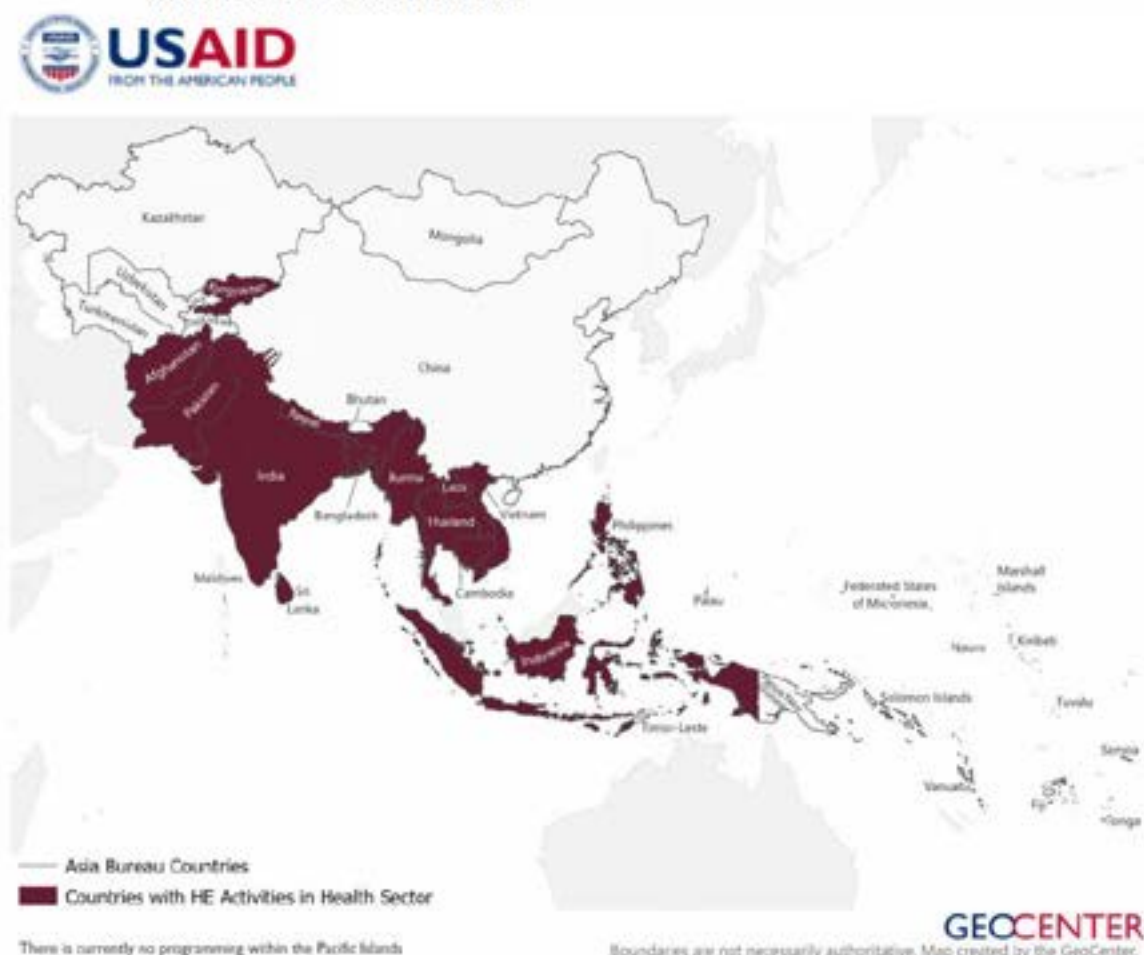 USAID
FROM THE AMERICAN PEOPLE
Kazakhstan
Mongolia
Uzbekistan
Kyrgyzstan
Turkmenistan
Afghanistan
China
Pakistan
Bhutan
Nepal
India
Burma
Laos
Bangladesh
Thailand
Vietnam
Philippines
Maldives
Sri
Lanka
Cambodia
Palau
Federated States
of Micronesia
Marshall
Islands
Nauru
Kiribati
Indonesia
Solomon Islands
Tuvalu
Timor-Leste
Samoa
Vanuatu
Fiji
Tonga
Asia Bureau Countries
Countries with HE Activities in Health Sector
GEOCENTER
There is currently no programming within the Pacific Islands
Boundaries are not necessarily authoritative. Map created by the GeoCenter.